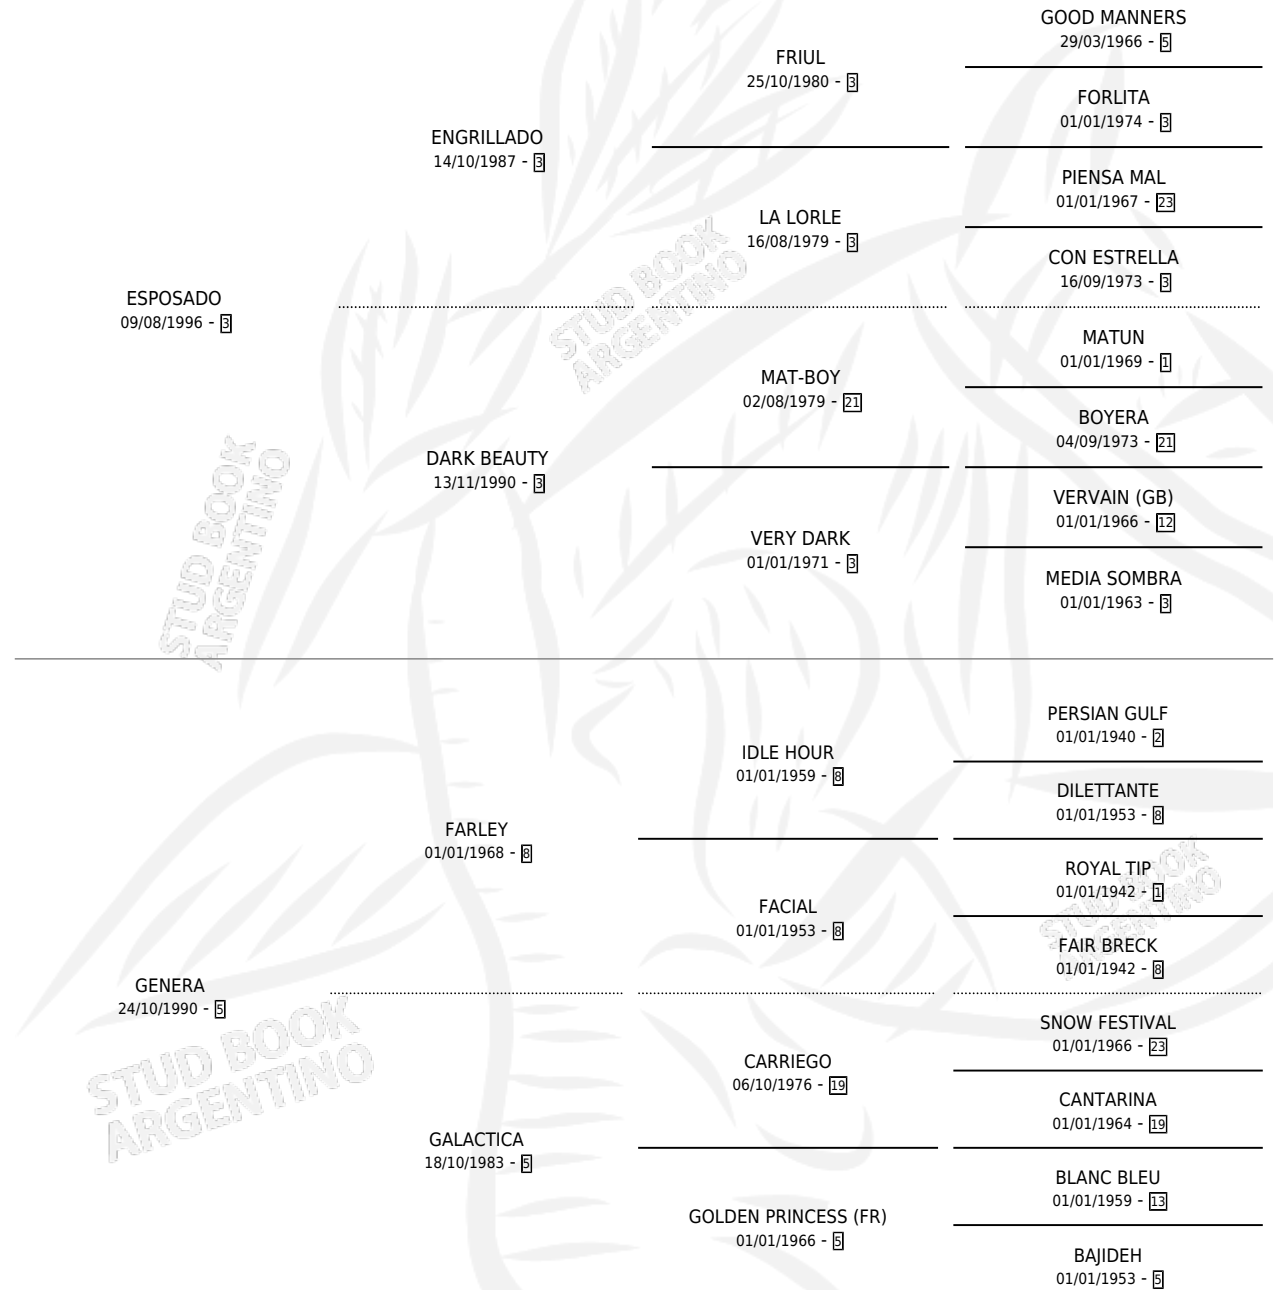 GOOD MANNERS
29/03/1966 - 5
FRIUL
25/10/1980 - 3
FORLITA
01/01/1974 - 3
ENGRILLADO
14/10/1987 - 3
PIENSA MAL
01/01/1967 - 23
LA LORLE
16/08/1979 - 3
CON ESTRELLA
16/09/1973 - 3
ESPOSADO
09/08/1996 - 3
MATUN
01/01/1969 - 1
MAT-BOY
02/08/1979 - 21
BOYERA
04/09/1973 - 21
DARK BEAUTY
13/11/1990 - 3
VERVAIN (GB)
01/01/1966 - 12
VERY DARK
01/01/1971 - 3
MEDIA SOMBRA
01/01/1963 - 3
PERSIAN GULF
01/01/1940 - 2
IDLE HOUR
01/01/1959 - 8
DILETTANTE
01/01/1953 - 8
FARLEY
01/01/1968 - 8
ROYAL TIP
01/01/1942 - 1
FACIAL
01/01/1953 - 8
FAIR BRECK
01/01/1942 - 8
GENERA
24/10/1990 - 5
SNOW FESTIVAL
01/01/1966 - 23
CARRIEGO
06/10/1976 - 19
CANTARINA
01/01/1964 - 19
GALACTICA
18/10/1983 - 5
BLANC BLEU
01/01/1959 - 13
GOLDEN PRINCESS (FR)
01/01/1966 - 5
BAJIDEH
01/01/1953 - 5
STUD BOOK
ARGENTINO
STUD BOOK
ARGENTINO
STUD BOOK
ARGENTINO
STUD BOOK
ARGENTINO